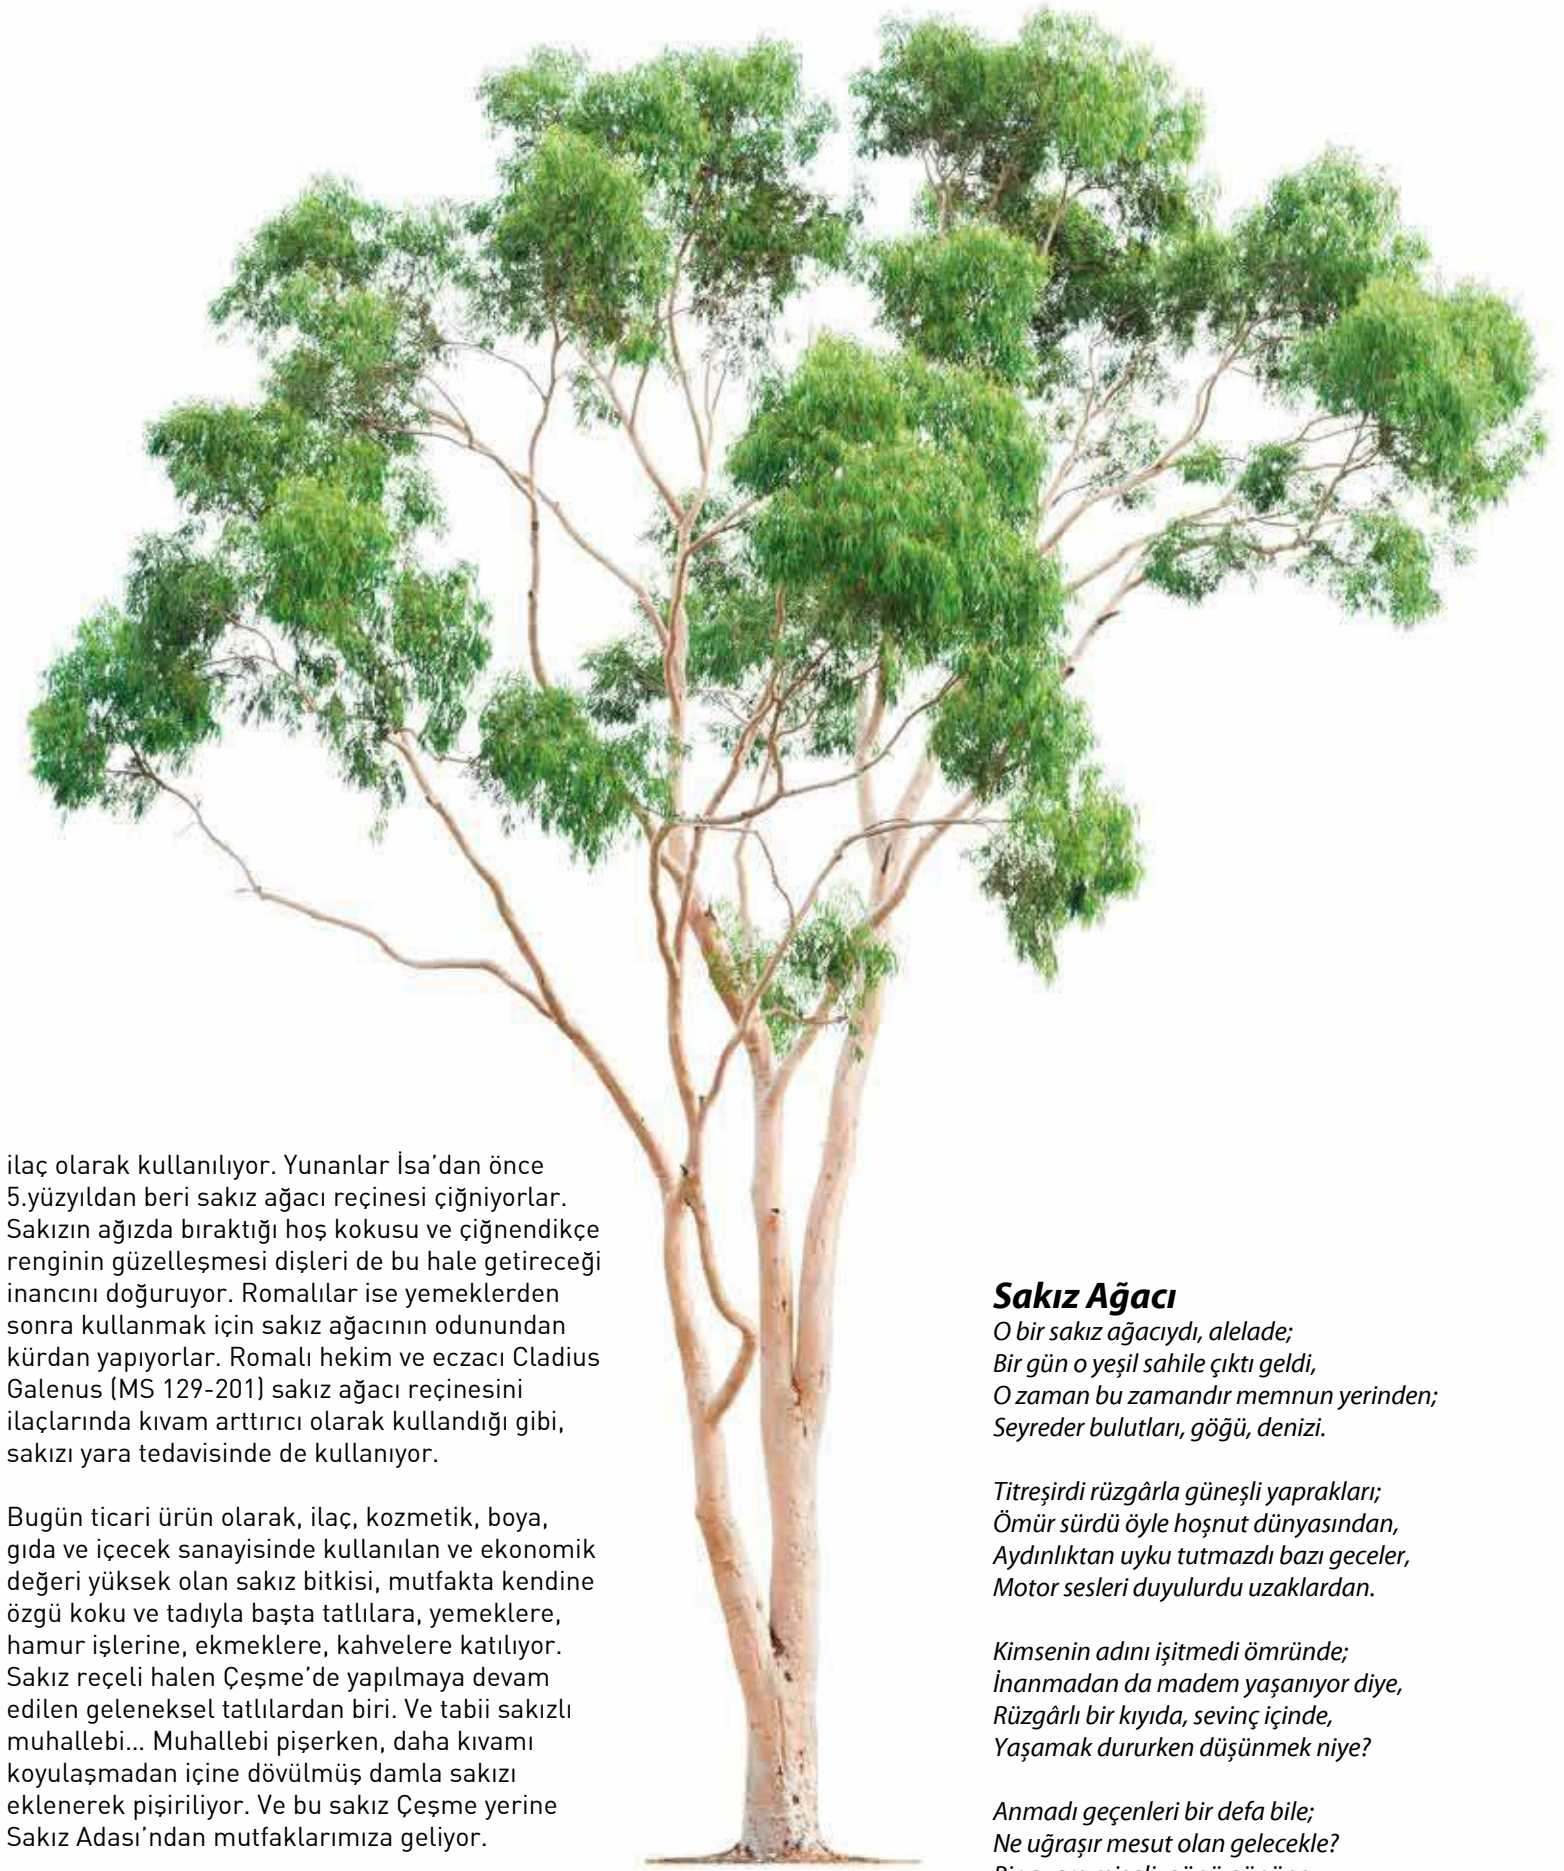 ilaç olarak kullanılıyor. Yunanlar İsa’dan önce
5.yüzyıldan beri sakız ağacı reçinesi çiğniyorlar.
Sakızın ağızda bıraktığı hoş kokusu ve çiğnendikçe
renginin güzelleşmesi dişleri de bu hale getireceği
inancını doğuruyor. Romalılar ise yemeklerden
sonra kullanmak için sakız ağacının odunundan
kürdan yapıyorlar. Romalı hekim ve eczacı Cladius
Galenus (MS 129-201) sakız ağacı reçinesini
ilaçlarında kıvam arttırıcı olarak kullandığı gibi,
sakızı yara tedavisinde de kullanıyor.

Bugün ticari ürün olarak, ilaç, kozmetik, boya,
gıda ve içecek sanayisinde kullanılan ve ekonomik
değeri yüksek olan sakız bitkisi, mutfakta kendine
özgü koku ve tadıyla başta tatlılara, yemeklere,
hamur işlerine, ekmeklere, kahvelere katılıyor.
Sakız reçeli halen Çeşme’de yapılmaya devam
edilen geleneksel tatlılardan biri. Ve tabii sakızlı
muhallebi... Muhallebi pişerken, daha kıvamı
koyulaşmadan içine dövülmüş damla sakızı
eklenerek pişiriliyor. Ve bu sakız Çeşme yerine
Sakız Adası’ndan mutfaklarımıza geliyor.

Sakız Ağacı
O bir sakız ağacıydı, alelade;
Bir gün o yeşil sahile çıktı geldi,
O zaman bu zamandır memnun yerinden;
Seyreder bulutları, göğü, denizi.

Titreşirdi rüzgârla güneşli yaprakları;
Ömür sürdü öyle hoşnut dünyasından,
Aydınlıktan uyku tutmazdı bazı geceler,
Motor sesleri duyulurdu uzaklardan.

Kimsenin adını işitmedi ömründe;
İnanmadan da madem yaşanıyor diye,
Rüzgârlı bir kıyıda, sevinç içinde,
Yaşamak dururken düşünmek niye?

Anmadı geçenleri bir defa bile;
Ne uğraşır mesut olan gelecekle?